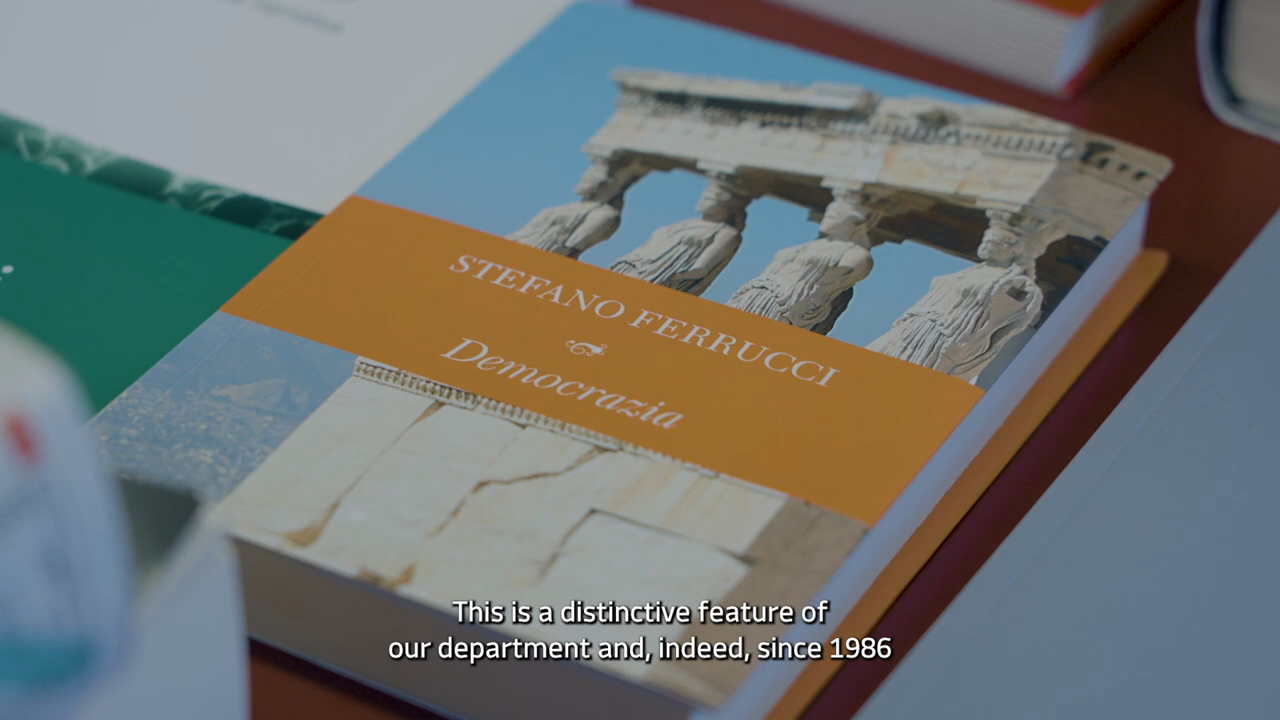 STEFANO FERRUCCI
Democrazia
This is a distinctive feature of
our department and, indeed, since 1986